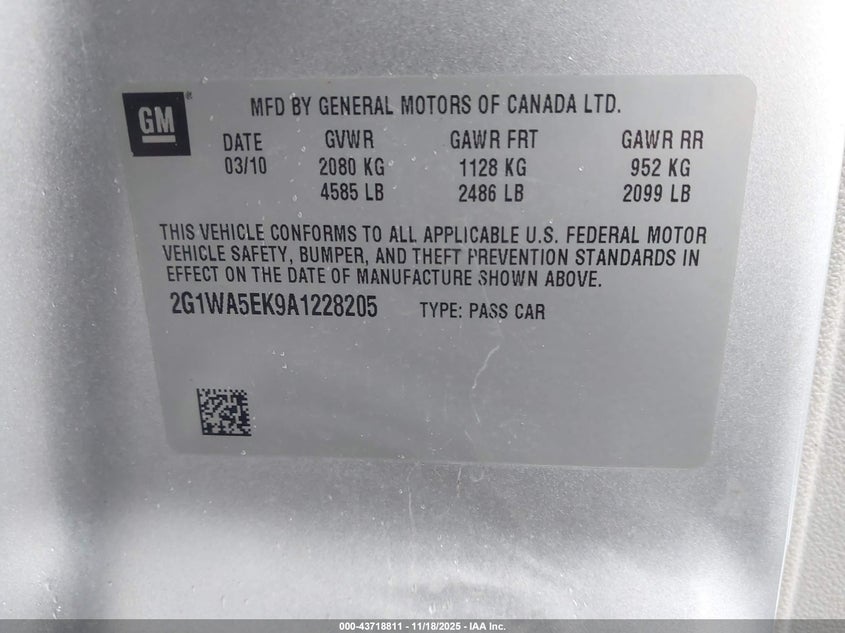 GM®
MFD BY GENERAL MOTORS OF CANADA LTD.
DATE GVWR GAWR FRT GAWR RR
03/10 2080 KG 1128 KG 952 KG
4585 LB 2486 LB 2099 LB
THIS VEHICLE CONFORMS TO ALL APPLICABLE U.S. FEDERAL MOTOR
VEHICLE SAFETY, BUMPER, AND THEFT PREVENTION STANDARDS IN
EFFECT ON THE DATE OF MANUFACTURE SHOWN ABOVE.
2G1WA5EK9A1228205 TYPE: PASS CAR
000-43718811 - 11/18/2025 - IAA Inc.